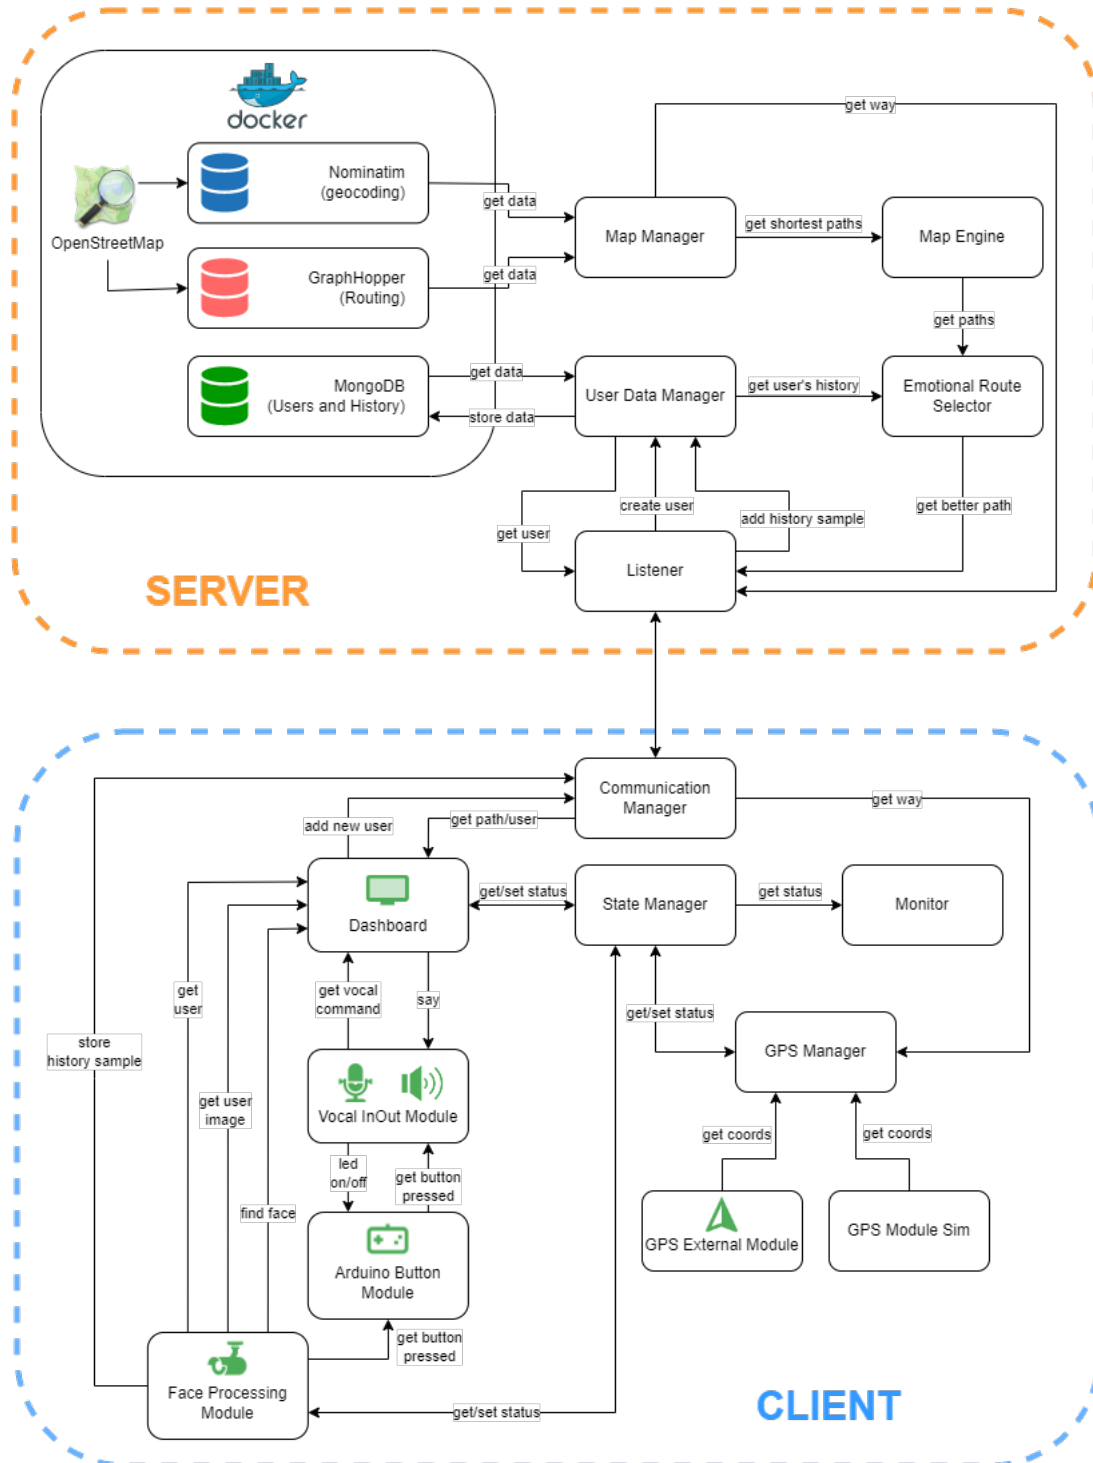 docker
get way
Nominatim
(geocoding)
get data
OpenStreetMap
Map Manager
get shortest paths
Map Engine
GraphHopper
(Routing)
get data
get paths
MongoDB
(Users and History)
get data
store data
User Data Manager
get user's history
Emotional Route
Selector
get user
create user
add history sample
get better path
Listener
SERVER
Communication
Manager
get way
add new user
get path/user
Dashboard
get/set status
State Manager
get status
Monitor
get
user
get vocal
command
say
get/set status
store
history sample
GPS Manager
get user
image
Vocal InOut Module
get coords
get coords
led
on/off
get button
pressed
find face
GPS External Module
GPS Module Sim
Arduino Button
Module
get button
pressed
Face Processing
Module
get/set status
CLIENT